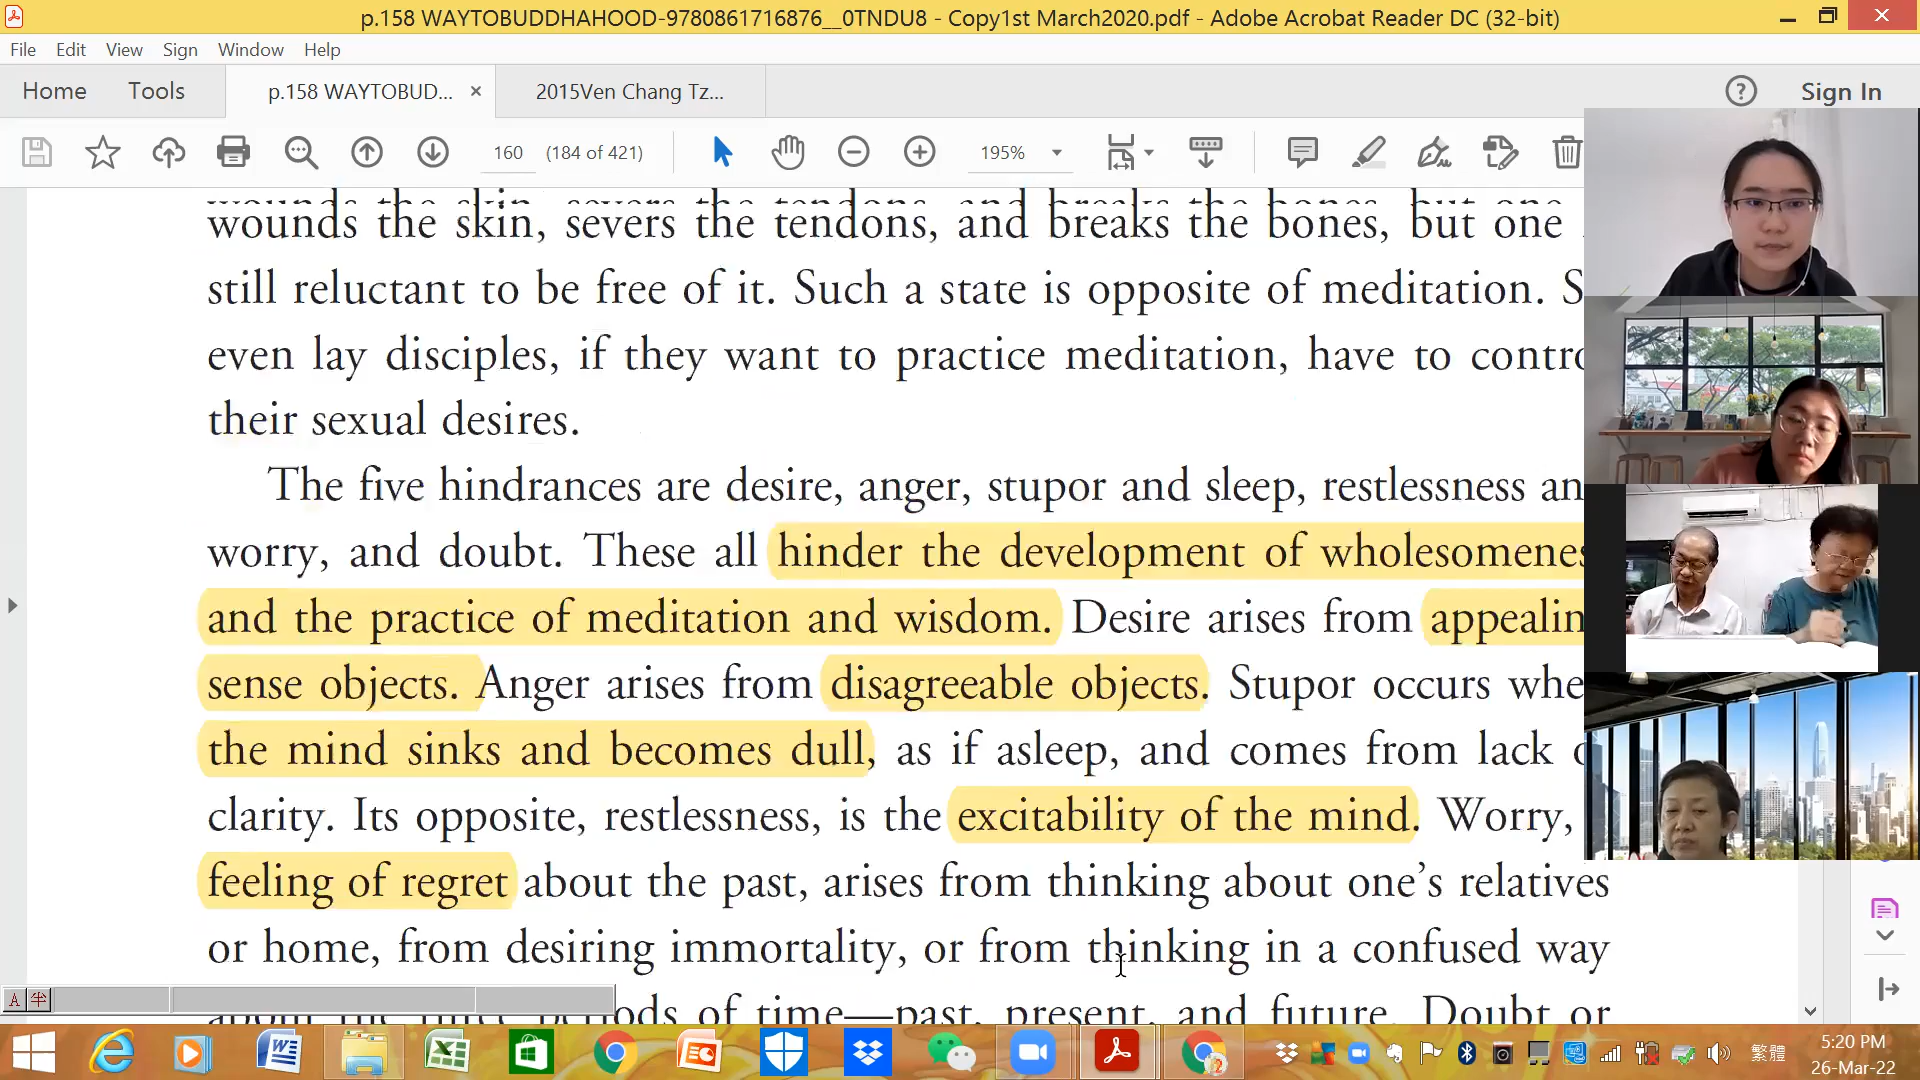 p.158 WAYTOBUDDHAHOOD-9780861716876__0TNDU8 - Copy1st March2020.pdf - Adobe Acrobat Reader DC (32-bit)
File Edit View Sign Window Help
Home Tools p.158 WAYTOBUD... × 2015Ven Chang Tz... ? Sign In
160 (184 of 421) 195%
wounds the skin, severs the tendons, and breaks the bones, but one
still reluctant to be free of it. Such a state is opposite of meditation. S
even lay disciples, if they want to practice meditation, have to contro
their sexual desires.
The five hindrances are desire, anger, stupor and sleep, restlessness an
worry, and doubt. These all hinder the development of wholesomenes
and the practice of meditation and wisdom. Desire arises from appealin
sense objects. Anger arises from disagreeable objects. Stupor occurs whe
the mind sinks and becomes dull, as if asleep, and comes from lack o
clarity. Its opposite, restlessness, is the excitability of the mind. Worry,
feeling of regret about the past, arises from thinking about one's relatives
or home, from desiring immortality, or from thinking in a confused way
about the three periods of time—past, present, and future. Doubt or
A 半
繁體 5:20 PM
26-Mar-22